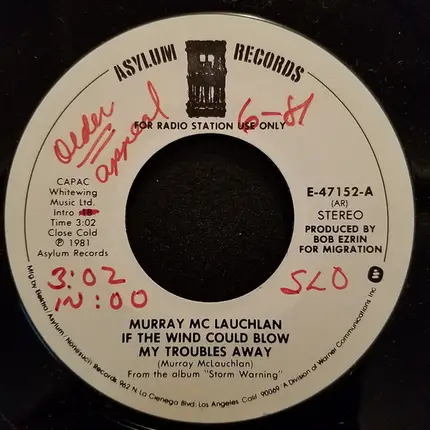 ASYLUM RECORDS
order
appeal
6-81
FOR RADIO STATION USE ONLY
CAPAC
Whitewing
Music Ltd.
Intro :18
Time 3:02
Close Cold
℗ 1981
Asylum Records
E-47152-A
(AR)
STEREO
PRODUCED BY
BOB EZRIN
FOR MIGRATION
3:02
IN:00
SLO
MURRAY MC LAUCHLAN
IF THE WIND COULD BLOW
MY TROUBLES AWAY
(Murray McLauchlan)
From the album "Storm Warning"
Mfg by Elektra/Asylum/Nonesuch Records 962 N La Cienega Blvd. Los Angeles Calif 90069 A Division of Warner Communications Inc